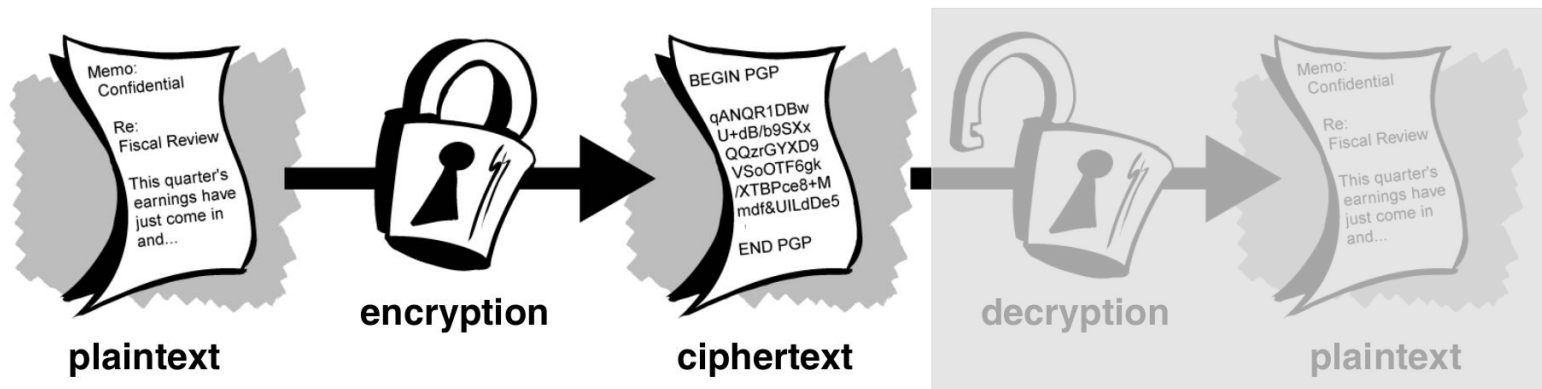 Memo:
Confidential
Re:
Fiscal Review
This quarter's
earnings have
just come in
and...
plaintext
encryption
BEGIN PGP
qANQR1DBw
U+dB/b9SXx
QQzrGYXD9
VSoOTF6gk
/XTBPce8+M
mdf&UILdDe5
END PGP
ciphertext
decryption
Memo:
Confidential
Re:
Fiscal Review
This quarter's
earnings have
just come in
and...
plaintext